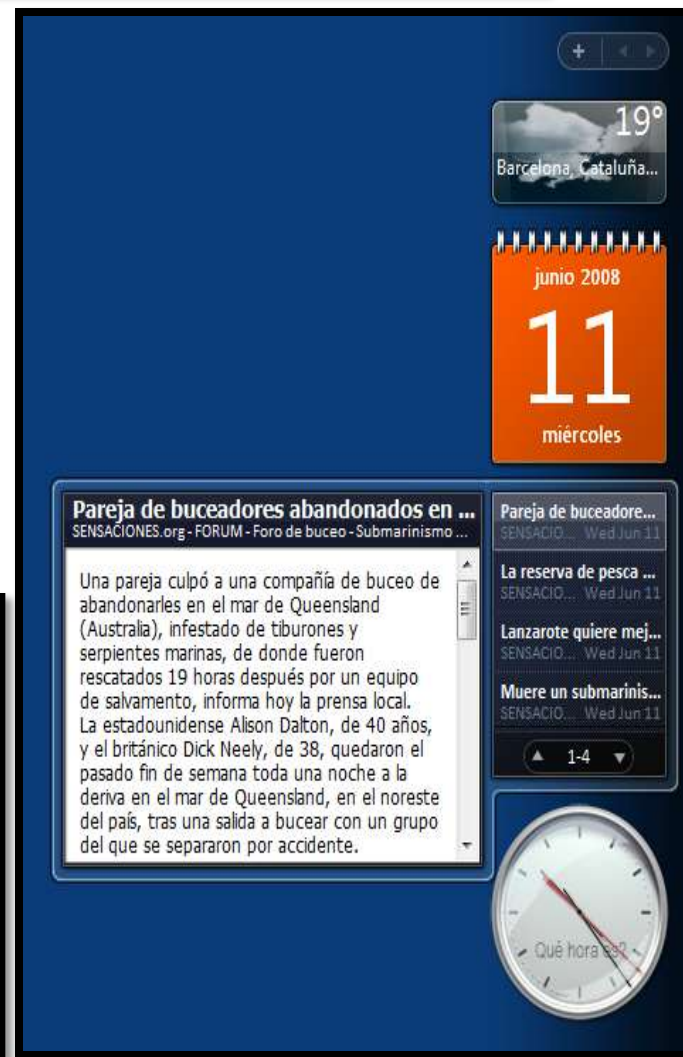 19°
Barcelona, Cataluña...
junio 2008
11
miércoles
Pareja de buceadores abandonados en ...
SENSACIONES.org - FORUM - Foro de buceo - Submarinismo ...
Una pareja culpó a una compañía de buceo de
abandonarles en el mar de Queensland
(Australia), infestado de tiburones y
serpientes marinas, de donde fueron
rescatados 19 horas después por un equipo
de salvamento, informa hoy la prensa local.
La estadounidense Alison Dalton, de 40 años,
y el británico Dick Neely, de 38, quedaron el
pasado fin de semana toda una noche a la
deriva en el mar de Queensland, en el noreste
del país, tras una salida a bucear con un grupo
del que se separaron por accidente.
Pareja de buceadore...
SENSACIO... Wed Jun 11
La reserva de pesca ...
SENSACIO... Wed Jun 11
Lanzarote quiere mej...
SENSACIO... Wed Jun 11
Muere un submarinis...
SENSACIO... Wed Jun 11
1-4
Qué hora es?